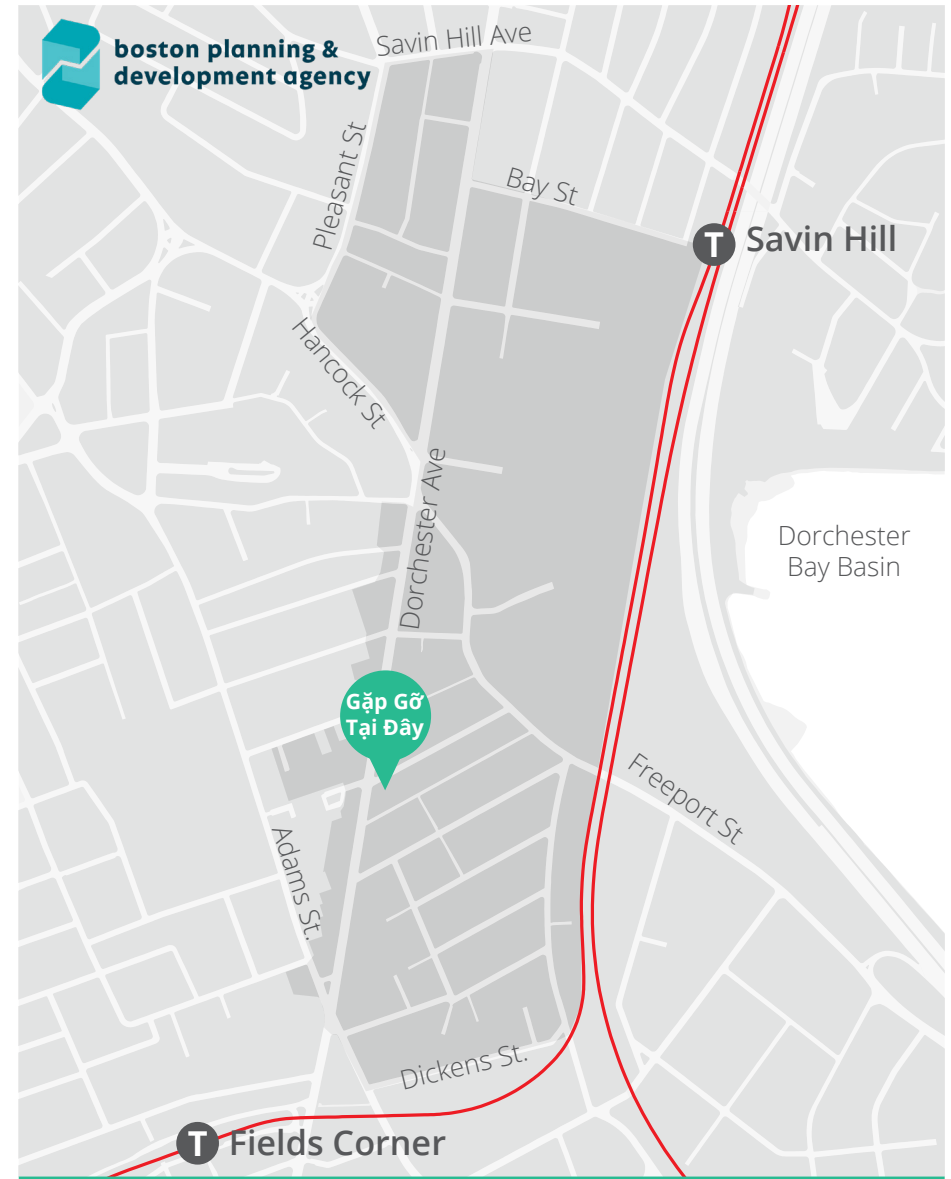 boston planning &
development agency
Savin Hill Ave
Pleasant St
Bay St
T Savin Hill
Hancock St
Dorchester Ave
Dorchester
Bay Basin
Gặp Gỡ
Tại Đây
Freeport St
Adams St.
Dickens St.
T Fields Corner